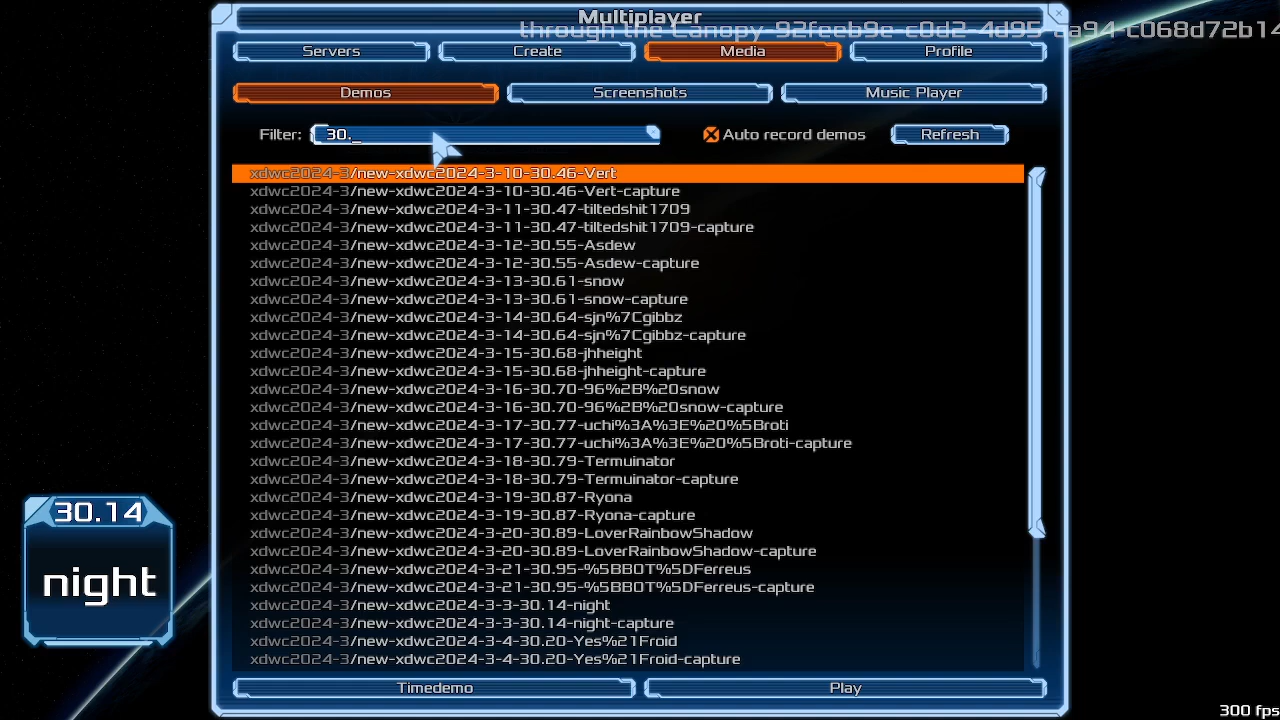 Multiplayer
through the Canopy-92feeb9e-c0d2-4d95
a94-c068d72b14
Servers
Create
Media
Profile
Demos
Screenshots
Music Player
Filter: 30._
Auto record demos
Refresh
xdwc2024-3/new-xdwc2024-3-10-30.46-Vert
xdwc2024-3/new-xdwc2024-3-10-30.46-Vert-capture
xdwc2024-3/new-xdwc2024-3-11-30.47-tiltedshit1709
xdwc2024-3/new-xdwc2024-3-11-30.47-tiltedshit1709-capture
xdwc2024-3/new-xdwc2024-3-12-30.55-Asdew
xdwc2024-3/new-xdwc2024-3-12-30.55-Asdew-capture
xdwc2024-3/new-xdwc2024-3-13-30.61-snow
xdwc2024-3/new-xdwc2024-3-13-30.61-snow-capture
xdwc2024-3/new-xdwc2024-3-14-30.64-sjn%7Cgibbz
xdwc2024-3/new-xdwc2024-3-14-30.64-sjn%7Cgibbz-capture
xdwc2024-3/new-xdwc2024-3-15-30.68-jhheight
xdwc2024-3/new-xdwc2024-3-15-30.68-jhheight-capture
xdwc2024-3/new-xdwc2024-3-16-30.70-96%2B%20snow
xdwc2024-3/new-xdwc2024-3-16-30.70-96%2B%20snow-capture
xdwc2024-3/new-xdwc2024-3-17-30.77-uchi%3A%3E%20%5Broti
xdwc2024-3/new-xdwc2024-3-17-30.77-uchi%3A%3E%20%5Broti-capture
xdwc2024-3/new-xdwc2024-3-18-30.79-Termuinator
xdwc2024-3/new-xdwc2024-3-18-30.79-Termuinator-capture
xdwc2024-3/new-xdwc2024-3-19-30.87-Ryona
xdwc2024-3/new-xdwc2024-3-19-30.87-Ryona-capture
xdwc2024-3/new-xdwc2024-3-20-30.89-LoverRainbowShadow
xdwc2024-3/new-xdwc2024-3-20-30.89-LoverRainbowShadow-capture
xdwc2024-3/new-xdwc2024-3-21-30.95-%5BBOT%5DFerreus
xdwc2024-3/new-xdwc2024-3-21-30.95-%5BBOT%5DFerreus-capture
xdwc2024-3/new-xdwc2024-3-3-30.14-night
xdwc2024-3/new-xdwc2024-3-3-30.14-night-capture
xdwc2024-3/new-xdwc2024-3-4-30.20-Yes%21Froid
xdwc2024-3/new-xdwc2024-3-4-30.20-Yes%21Froid-capture
30.14
night
Timedemo
Play
300 fps